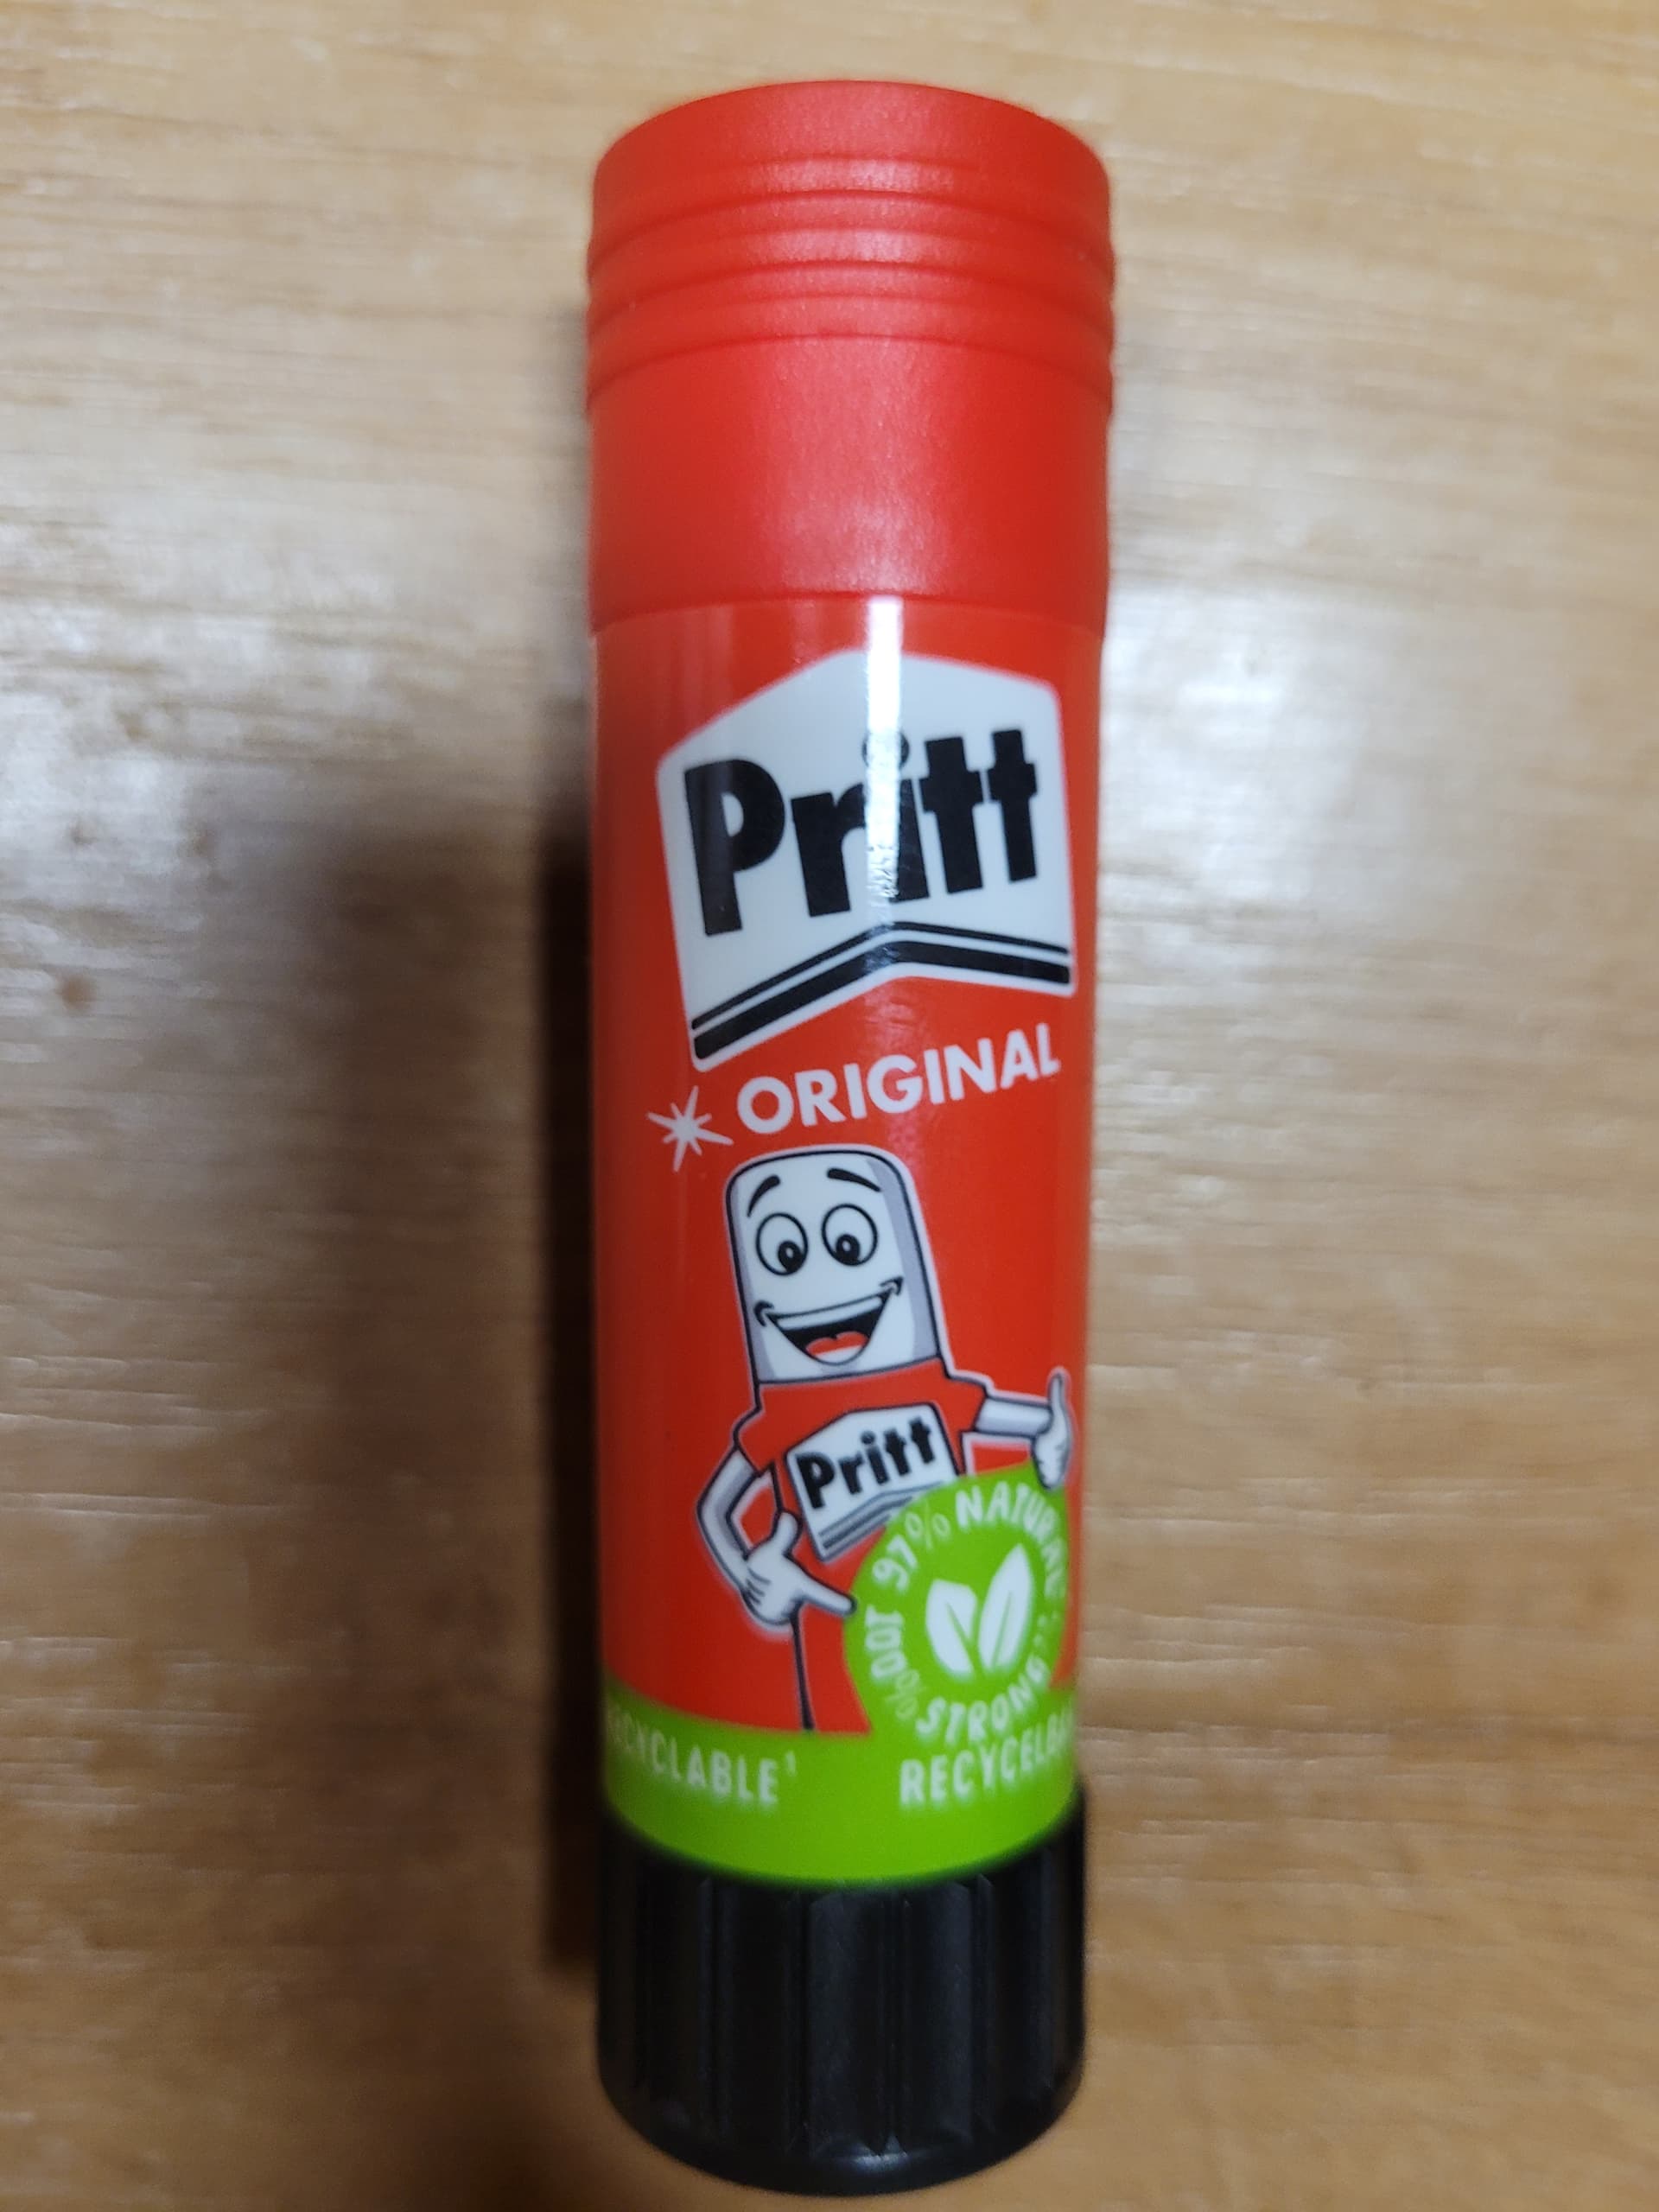 Pritt
ORIGINAL
Pritt
97% NATURAL
100% STRONG
RECYCLABLE¹